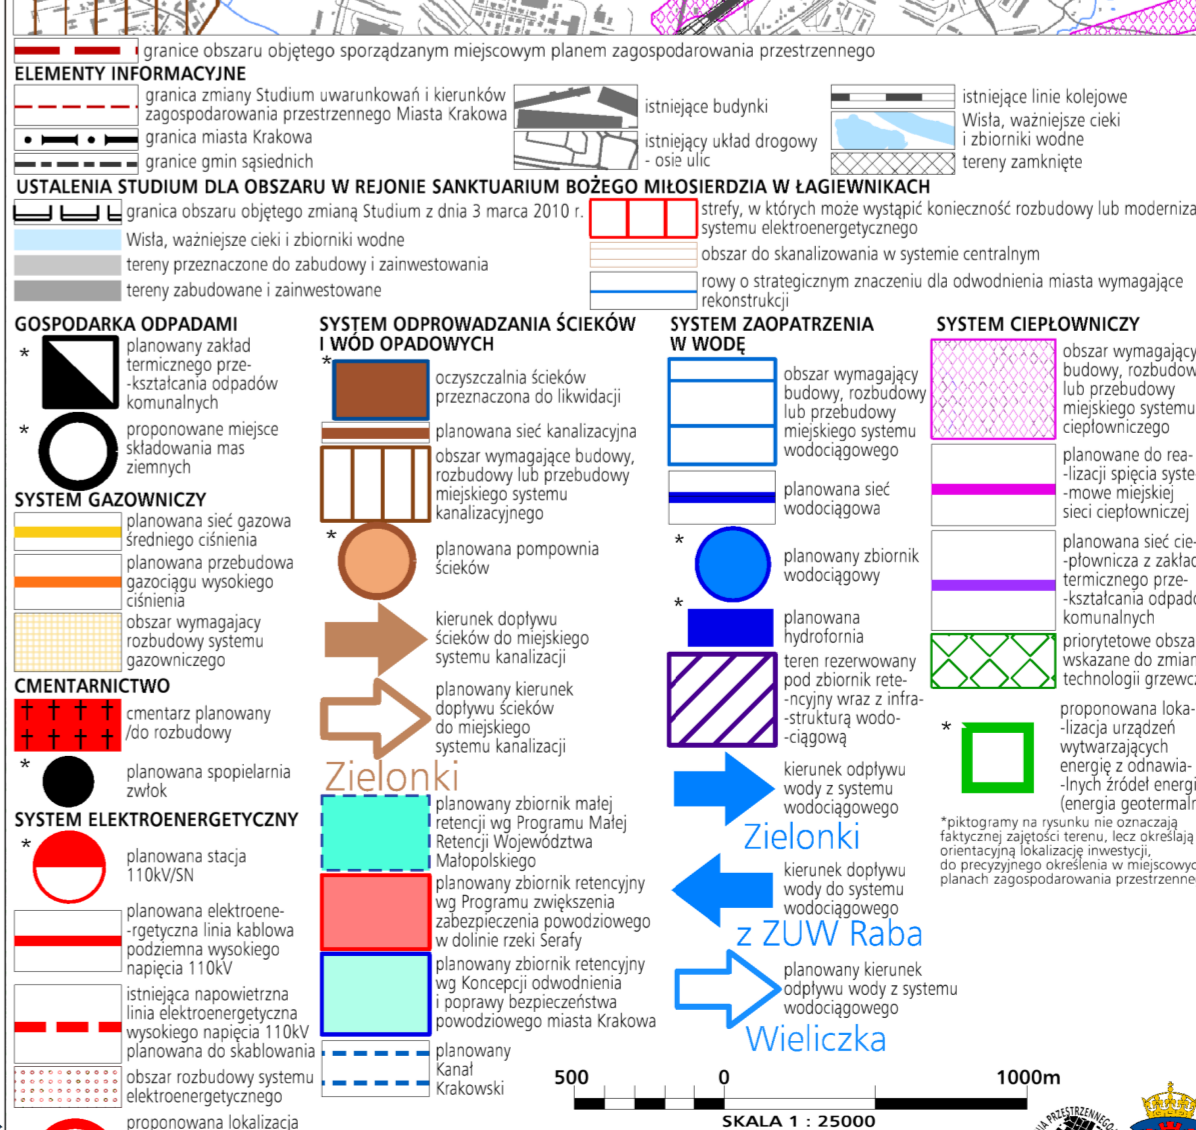 granice obszaru objętego sporządzanym miejscowym planem zagospodarowania przestrzennego
ELEMENTY INFORMACYJNE
granica zmiany Studium uwarunkowań i kierunków
zagospodarowania przestrzennego Miasta Krakowa
granica miasta Krakowa
granice gmin sąsiednich
istniejące budynki
istniejący układ drogowy
- osie ulic
istniejące linie kolejowe
Wisła, ważniejsze cieki
i zbiorniki wodne
tereny zamknięte
USTALENIA STUDIUM DLA OBSZARU W REJONIE SANKTUARIUM BOŻEGO MIŁOSIERDZIA W ŁAGIEWNIKACH
granica obszaru objętego zmianą Studium z dnia 3 marca 2010 r.
Wisła, ważniejsze cieki i zbiorniki wodne
tereny przeznaczone do zabudowy i zainwestowania
tereny zabudowane i zainwestowane
strefy, w których może wystąpić konieczność rozbudowy lub moderniza
systemu elektroenergetycznego
obszar do skanalizowania w systemie centralnym
rowy o strategicznym znaczeniu dla odwodnienia miasta wymagające
rekonstrukcji
GOSPODARKA ODPADAMI
*
planowany zakład
termicznego prze-
-kształcania odpadów
komunalnych
*
proponowane miejsce
składowania mas
ziemnych
SYSTEM GAZOWNICZY
planowana sieć gazowa
średniego ciśnienia
planowana przebudowa
gazociągu wysokiego
ciśnienia
obszar wymagajacy
rozbudowy systemu
gazowniczego
CMENTARNICTWO
cmentarz planowany
/do rozbudowy
*
planowana spopielarnia
zwłok
SYSTEM ELEKTROENERGETYCZNY
*
planowana stacja
110kV/SN
planowana elektroene-
-rgetyczna linia kablowa
podziemna wysokiego
napięcia 110kV
istniejąca napowietrzna
linia elektroenergetyczna
wysokiego napięcia 110kV
planowana do skablowania
obszar rozbudowy systemu
elektroenergetycznego
proponowana lokalizacja
SYSTEM ODPROWADZANIA ŚCIEKÓW
I WÓD OPADOWYCH
*
oczyszczalnia ścieków
przeznaczona do likwidacji
planowana sieć kanalizacyjna
obszar wymagające budowy,
rozbudowy lub przebudowy
miejskiego systemu
kanalizacyjnego
*
planowana pompownia
ścieków
kierunek dopływu
ścieków do miejskiego
systemu kanalizacji
planowany kierunek
dopływu ścieków
do miejskiego
systemu kanalizacji
Zielonki
planowany zbiornik małej
retencji wg Programu Małej
Retencji Województwa
Małopolskiego
planowany zbiornik retencyjny
wg Programu zwiększenia
zabezpieczenia powodziowego
w dolinie rzeki Serafy
planowany zbiornik retencyjny
wg Koncepcji odwodnienia
i poprawy bezpieczeństwa
powodziowego miasta Krakowa
planowany
Kanał
Krakowski
SYSTEM ZAOPATRZENIA
W WODĘ
obszar wymagający
budowy, rozbudowy
lub przebudowy
miejskiego systemu
wodociągowego
planowana sieć
wodociągowa
*
planowany zbiornik
wodociągowy
*
planowana
hydrofornia
teren rezerwowany
pod zbiornik rete-
-ncyjny wraz z infra-
-strukturą wodo-
-ciągową
kierunek odpływu
wody z systemu
wodociągowego
Zielonki
kierunek dopływu
wody do systemu
wodociągowego
z ZUW Raba
planowany kierunek
odpływu wody z systemu
wodociągowego
Wieliczka
SYSTEM CIEPŁOWNICZY
obszar wymagający
budowy, rozbudow
lub przebudowy
miejskiego systemu
ciepłowniczego
planowane do rea-
-lizacji spięcia syste-
-mowe miejskiej
sieci ciepłowniczej
planowana sieć cie-
-płownicza z zakład
termicznego prze-
-kształcania odpadó
komunalnych
priorytetowe obsza
wskazane do zmian
technologii grzewcz
*
proponowana loka-
-lizacja urządzeń
wytwarzających
energię z odnawia-
-lnych źródeł energi
(energia geotermaln
*piktogramy na rysunku nie oznaczają
faktycznej zajętości terenu, lecz określają
orientacyjną lokalizację inwestycji,
do precyzyjnego określenia w miejscowyc
planach zagospodarowania przestrzenne
500 0 1000m
SKALA 1 : 25000